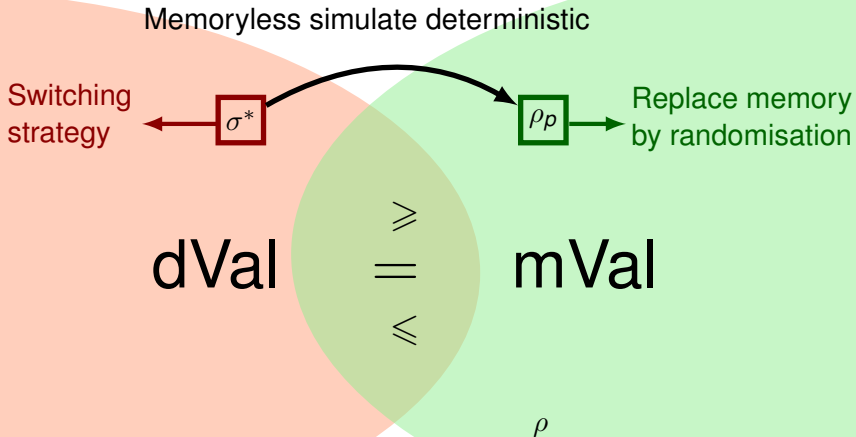 Memoryless simulate deterministic
Switching
strategy
σ*
ρp
Replace memory
by randomisation
⩾
dVal = mVal
⩽
ρ